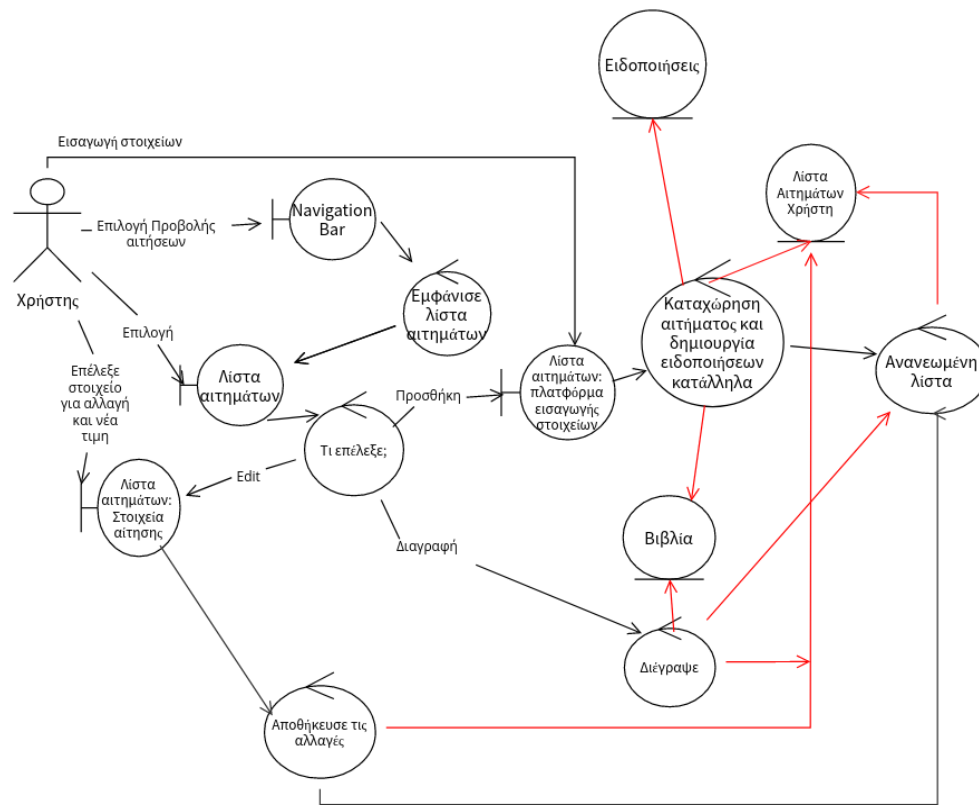 Ειδοποιήσεις
Εισαγωγή στοιχείων
Λίστα
Αιτημάτων
Χρήστη
Navigation
Bar
Επιλογή Προβολής
αιτήσεων
Χρήστης
Εμφάνισε
λίστα
αιτημάτων
Καταχώρηση
αιτήματος και
δημιουργία
ειδοποιήσεων
κατάλληλα
Επιλογή
Ανανεωμένη
λίστα
Επέλεξε
στοιχείο
για αλλαγή
και νέα
τιμη
Λίστα
αιτημάτων
Προσθήκη
Λίστα
αιτημάτων:
πλατφόρμα
εισαγωγής
στοιχείων
Τι επέλεξε;
Edit
Λίστα
αιτημάτων:
Στοιχεία
αίτησης
Διαγραφή
Βιβλία
Διέγραψε
Αποθήκευσε τις
αλλαγές